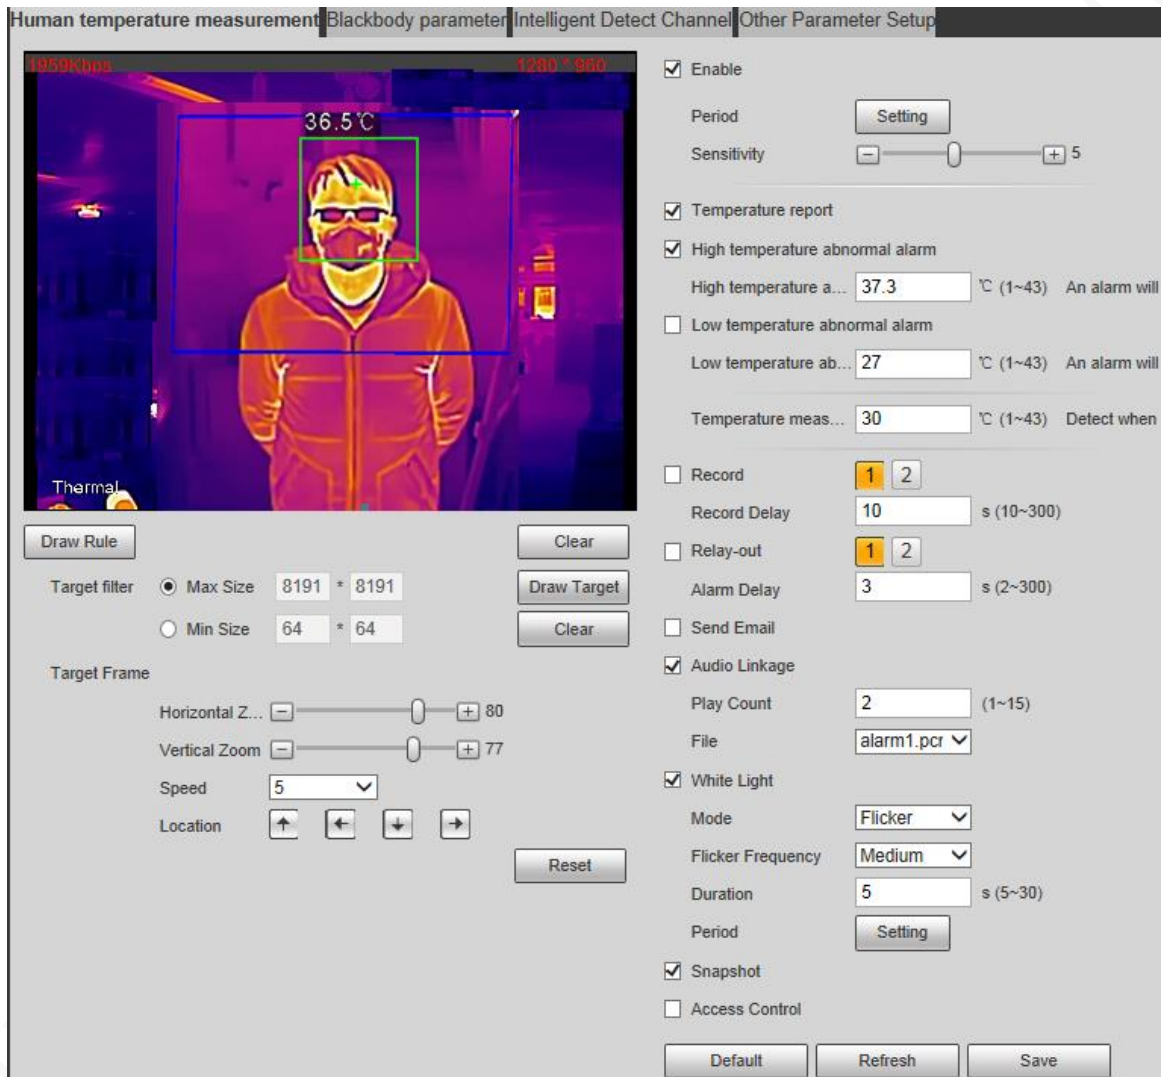 Human temperature measurement Blackbody parameter Intelligent Detect Channel Other Parameter Setup
1959Kbps 1280 * 960
36.5℃
Thermal
Draw Rule Clear
Target filter Max Size 8191 * 8191 Draw Target
Min Size 64 * 64 Clear
Target Frame
Horizontal Z... 80
Vertical Zoom 77
Speed 5
Location
Reset
Enable
Period Setting
Sensitivity 5
Temperature report
High temperature abnormal alarm
High temperature a... 37.3 ℃ (1~43) An alarm will
Low temperature abnormal alarm
Low temperature ab... 27 ℃ (1~43) An alarm will
Temperature meas... 30 ℃ (1~43) Detect when
Record 1 2
Record Delay 10 s (10~300)
Relay-out 1 2
Alarm Delay 3 s (2~300)
Send Email
Audio Linkage
Play Count 2 (1~15)
File alarm1.pcr
White Light
Mode Flicker
Flicker Frequency Medium
Duration 5 s (5~30)
Period Setting
Snapshot
Access Control
Default Refresh Save